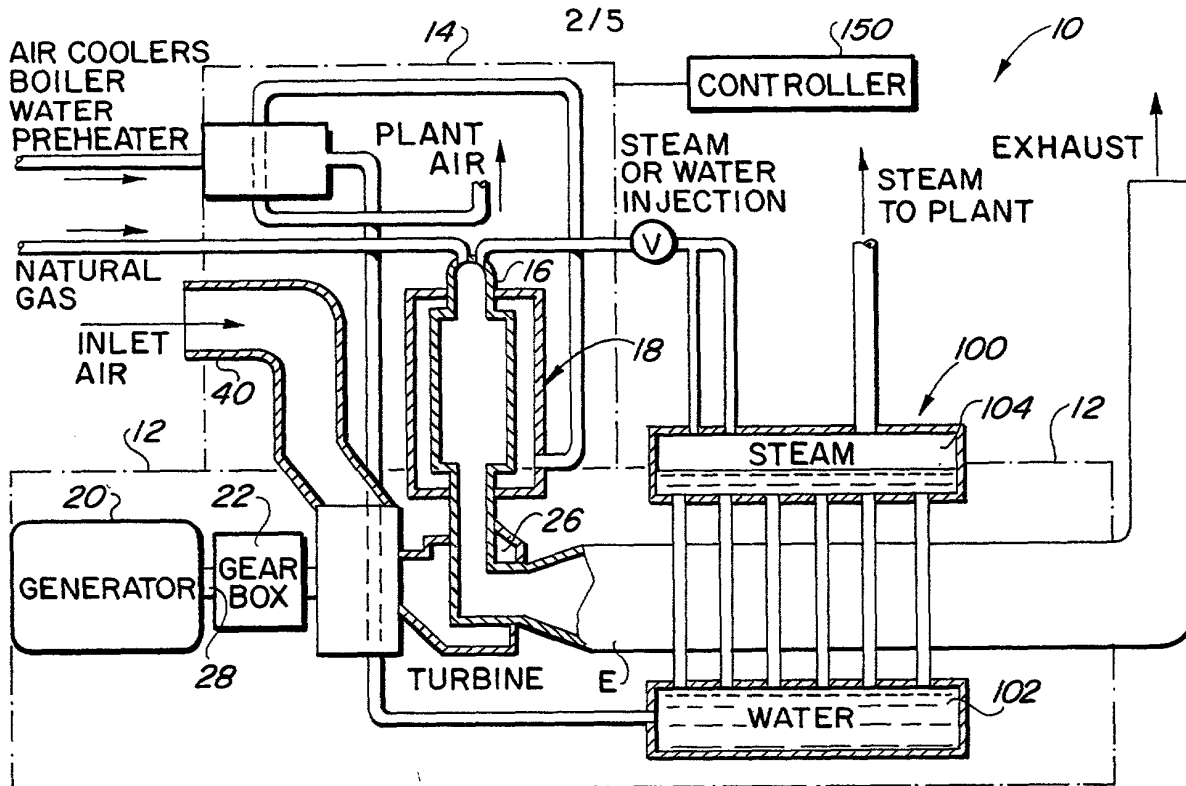 2/5
AIR COOLERS
BOILER
WATER
PREHEATER
14
150
CONTROLLER
10
EXHAUST
PLANT
AIR
STEAM
OR WATER
INJECTION
V
STEAM
TO PLANT
NATURAL
GAS
16
INLET
AIR
40
18
100
104
12
STEAM
12
20
22
26
GENERATOR
GEAR
BOX
28
TURBINE
E
WATER
102